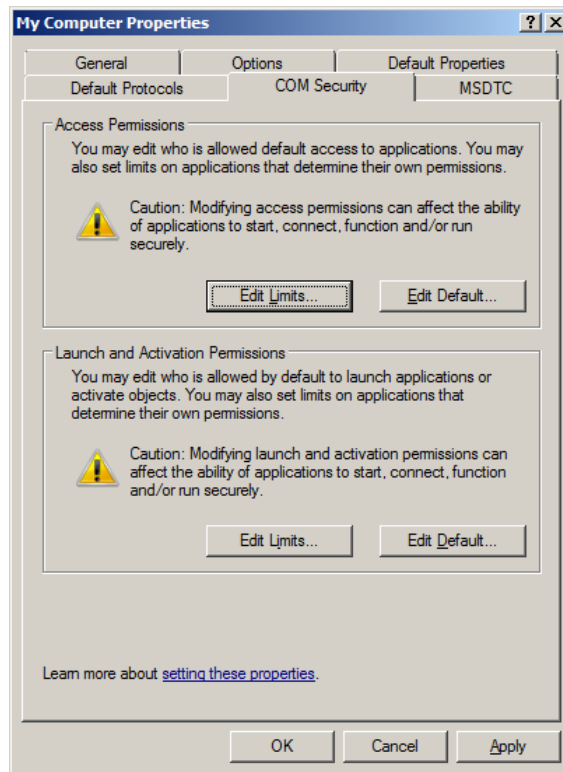 My Computer Properties
General Options Default Properties
Default Protocols COM Security MSDTC
Access Permissions
You may edit who is allowed default access to applications. You may
also set limits on applications that determine their own permissions.
Caution: Modifying access permissions can affect the ability
of applications to start, connect, function and/or run
securely.
Edit Limits... Edit Default...
Launch and Activation Permissions
You may edit who is allowed by default to launch applications or
activate objects. You may also set limits on applications that
determine their own permissions.
Caution: Modifying launch and activation permissions can
affect the ability of applications to start, connect, function
and/or run securely.
Edit Limits... Edit Default...
Learn more about setting these properties.
OK Cancel Apply